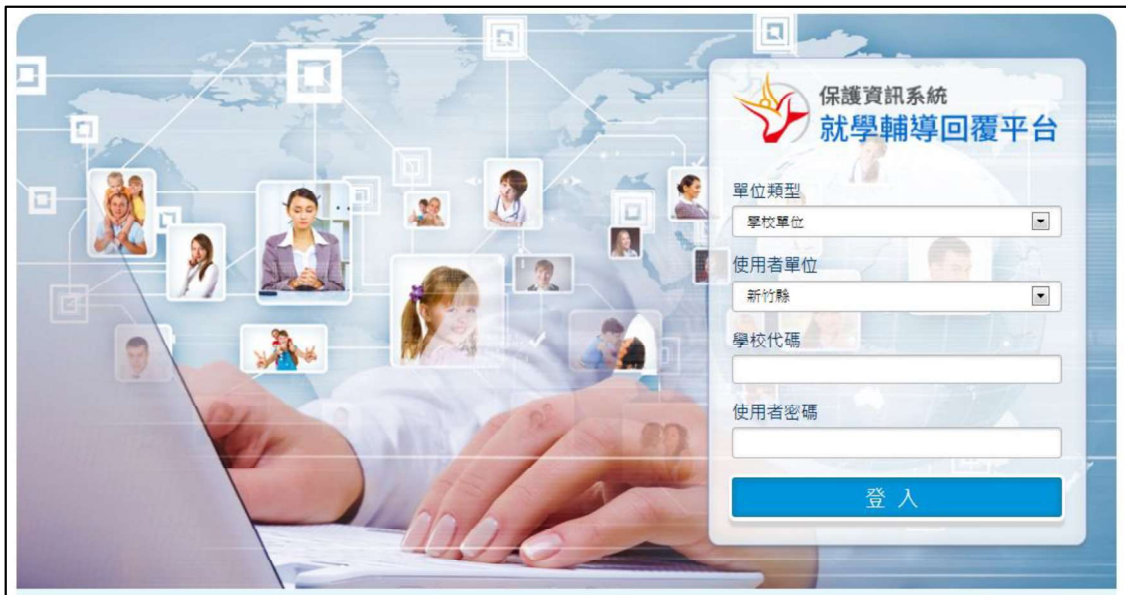 保護資訊系統
就學輔導回覆平台
單位類型
學校單位
使用者單位
新竹縣
學校代碼
使用者密碼
登入